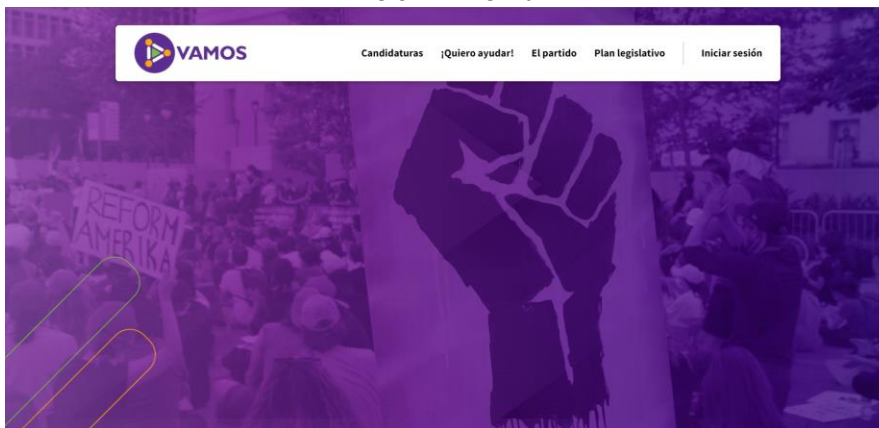 VAMOS
Candidaturas ¡Quiero ayudar! El partido Plan legislativo Iniciar sesión
REFORM
AMERIKA